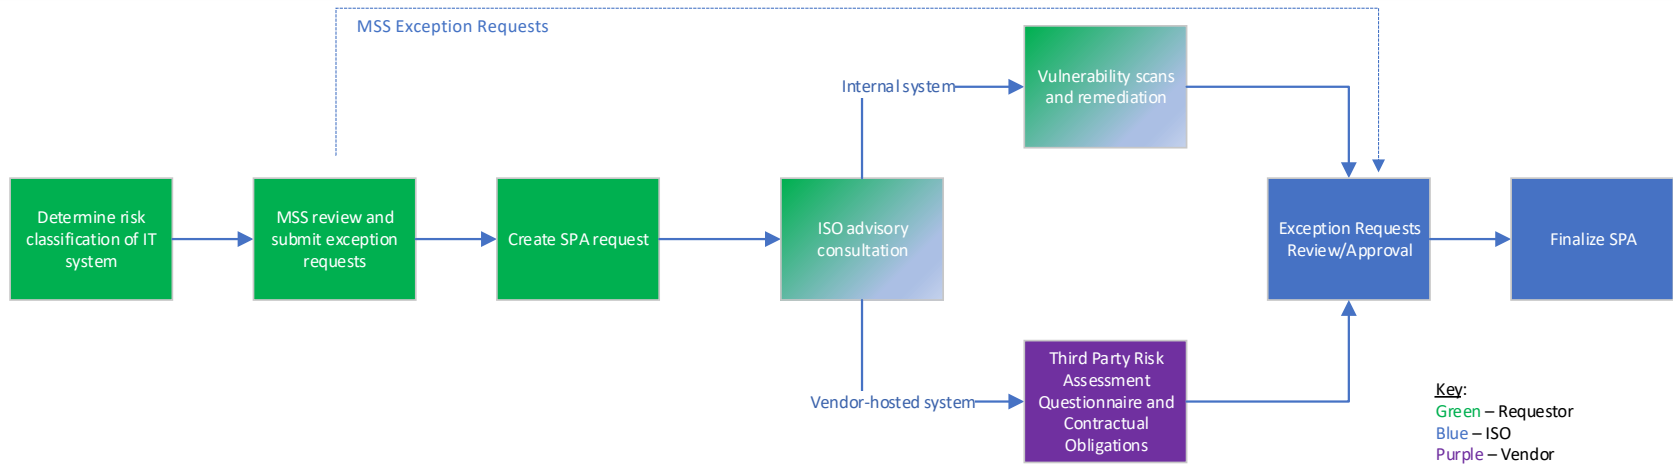 MSS Exception Requests
Determine risk
classification of IT
system
MSS review and
submit exception
requests
Create SPA request
ISO advisory
consultation
Internal system
Vulnerability scans
and remediation
Vendor-hosted system
Third Party Risk
Assessment
Questionnaire and
Contractual
Obligations
Exception Requests
Review/Approval
Finalize SPA
Key:
Green – Requestor
Blue – ISO
Purple – Vendor